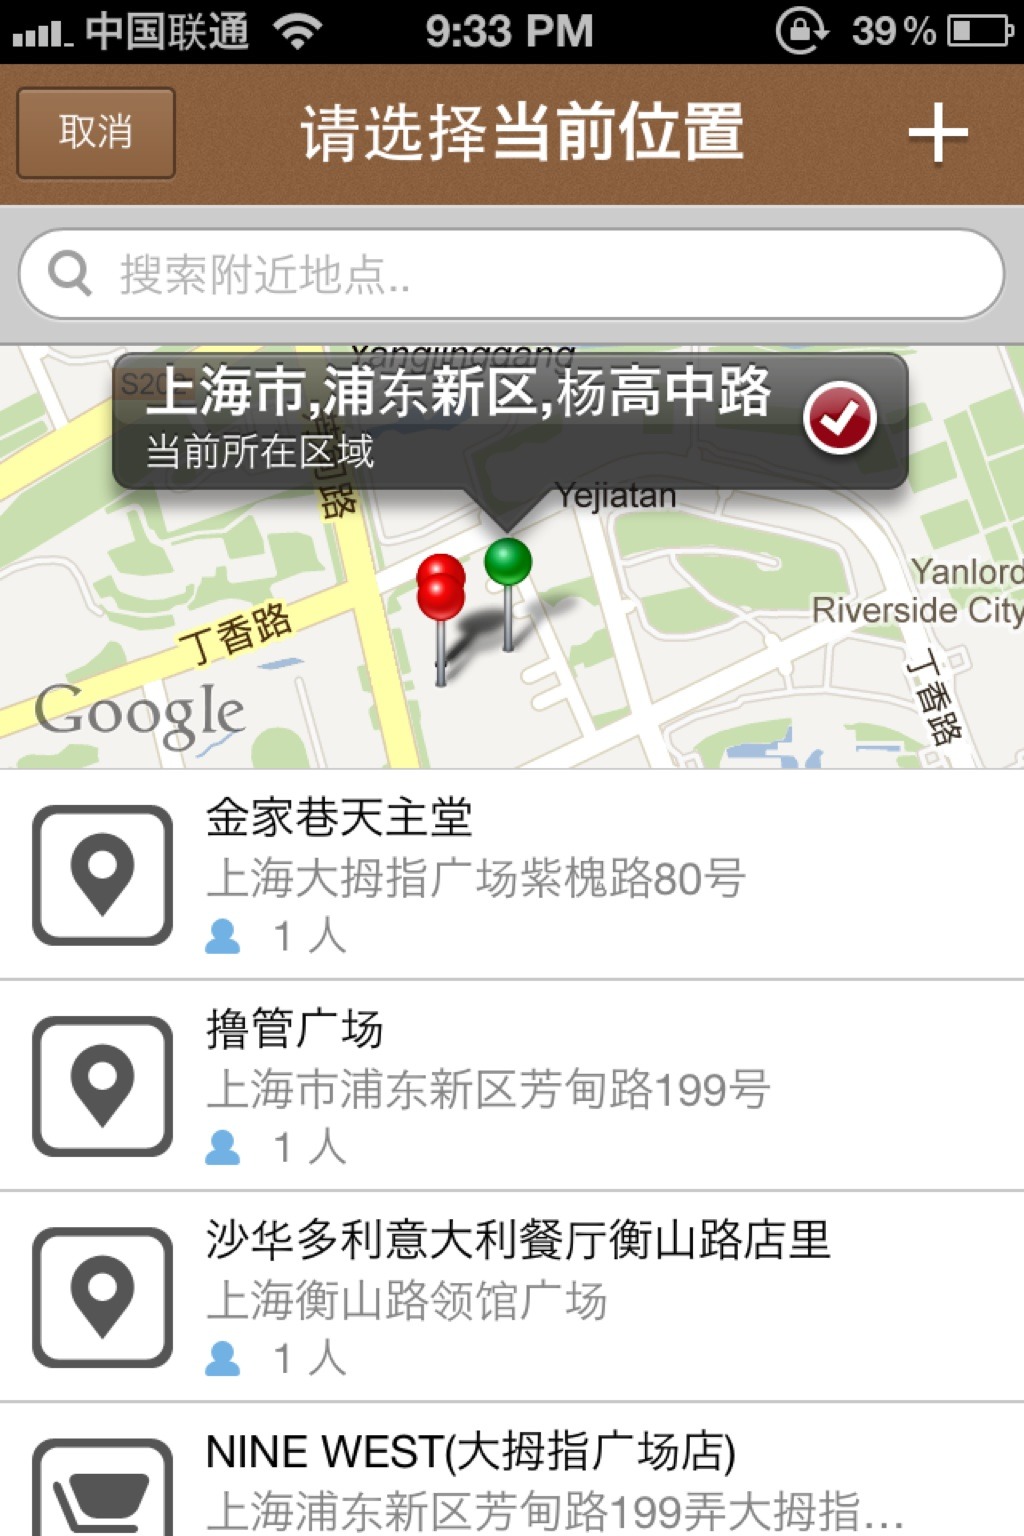 中国联通 9:33 PM 39%
取消 请选择当前位置
搜索附近地点..
Yangjinggang
S20
上海市,浦东新区,杨高中路
当前所在区域
Yejiatan
Yanlord
Riverside City
丁香路
丁香路
Google
金家巷天主堂
上海大拇指广场紫槐路80号
1 人
撸管广场
上海市浦东新区芳甸路199号
1 人
沙华多利意大利餐厅衡山路店里
上海衡山路领馆广场
1 人
NINE WEST(大拇指广场店)
上海浦东新区芳甸路199弄大拇指...